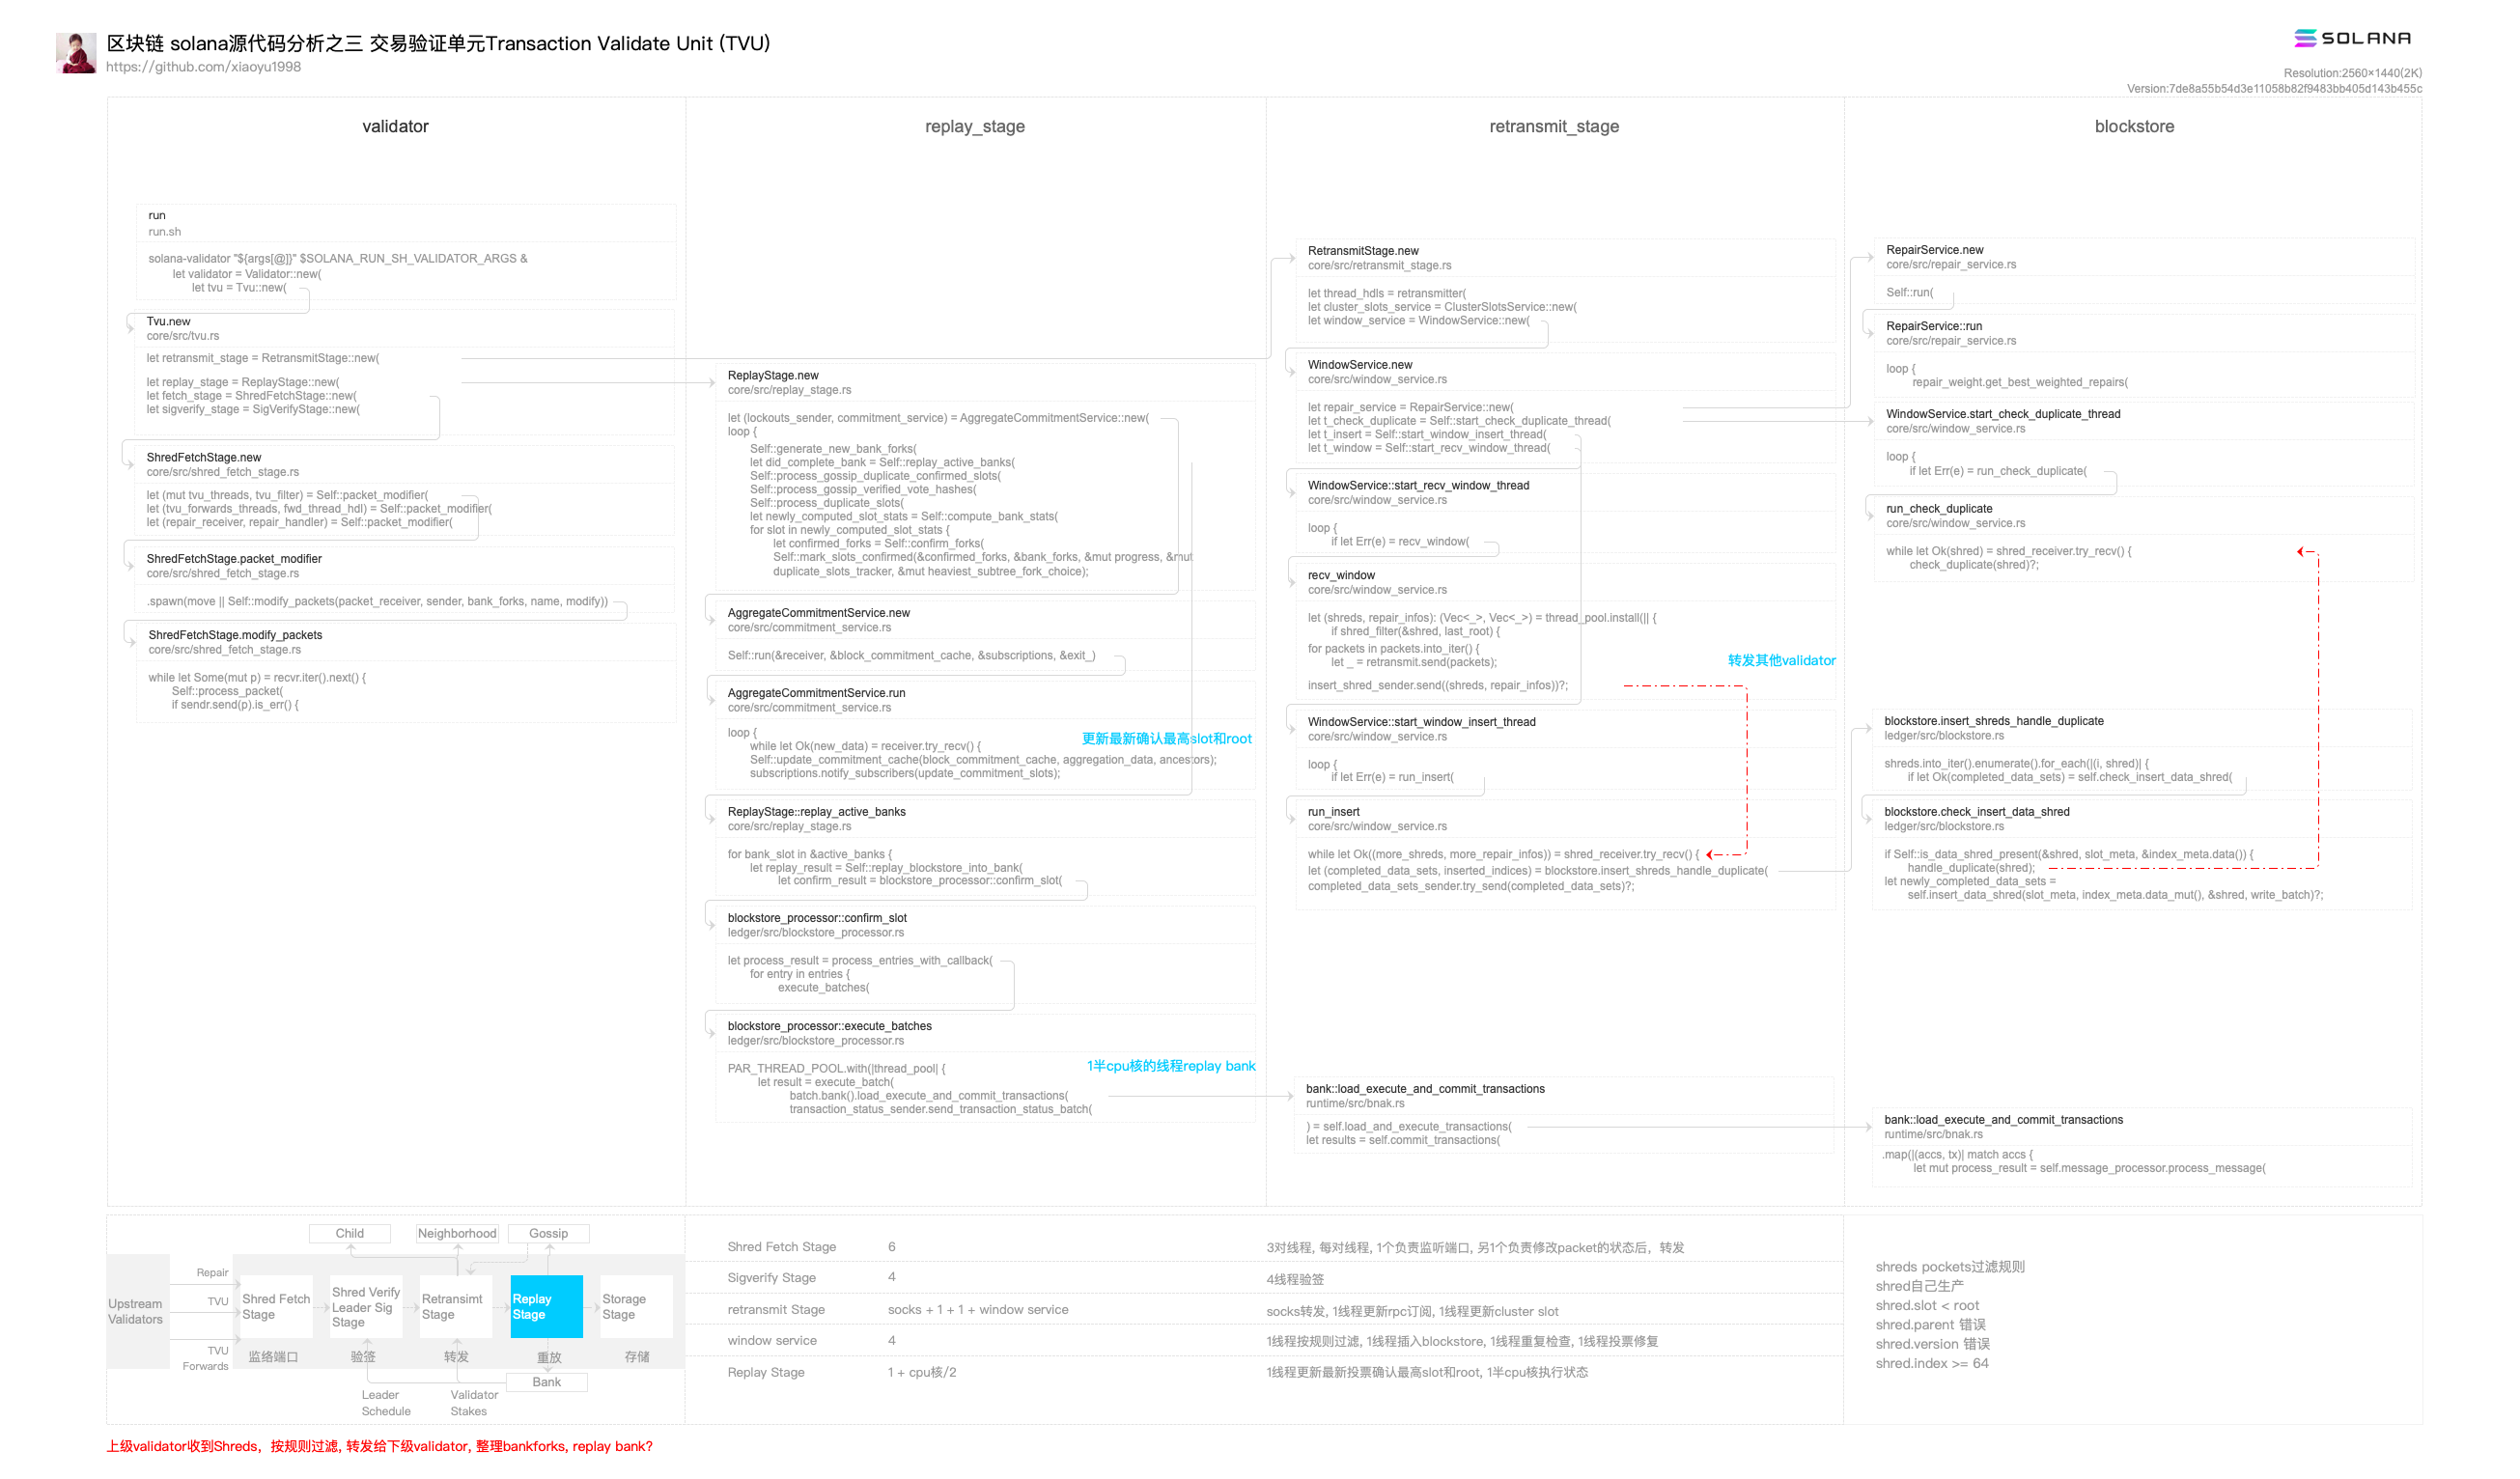 区块链 solana源代码分析之三 交易验证单元Transaction Validate Unit (TVU)
https://github.com/xiaoyu1998
SOLANA
Resolution:2560×1440(2K)
Version:7de8a55b54d3e11058b82f9483bb405d143b455c
validator
run
run.sh
solana-validator "${args[@]}" $SOLANA_RUN_SH_VALIDATOR_ARGS &
let validator = Validator::new(
let tvu = Tvu::new(
Tvu.new
core/src/tvu.rs
let retransmit_stage = RetransmitStage::new(
let replay_stage = ReplayStage::new(
let fetch_stage = ShredFetchStage::new(
let sigverify_stage = SigVerifyStage::new(
ShredFetchStage.new
core/src/shred_fetch_stage.rs
let (mut tvu_threads, tvu_filter) = Self::packet_modifier(
let (tvu_forwards_threads, fwd_thread_hdl) = Self::packet_modifier(
let (repair_receiver, repair_handler) = Self::packet_modifier(
ShredFetchStage.packet_modifier
core/src/shred_fetch_stage.rs
.spawn(move || Self::modify_packets(packet_receiver, sender, bank_forks, name, modify))
ShredFetchStage.modify_packets
core/src/shred_fetch_stage.rs
while let Some(mut p) = recvr.iter().next() {
Self::process_packet(
if sendr.send(p).is_err() {
replay_stage
ReplayStage.new
core/src/replay_stage.rs
let (lockouts_sender, commitment_service) = AggregateCommitmentService::new(
loop {
Self::generate_new_bank_forks(
let did_complete_bank = Self::replay_active_banks(
Self::process_gossip_duplicate_confirmed_slots(
Self::process_gossip_verified_vote_hashes(
Self::process_duplicate_slots(
let newly_computed_slot_stats = Self::compute_bank_stats(
for slot in newly_computed_slot_stats {
let confirmed_forks = Self::confirm_forks(
Self::mark_slots_confirmed(&confirmed_forks, &bank_forks, &mut progress, &mut
duplicate_slots_tracker, &mut heaviest_subtree_fork_choice);
AggregateCommitmentService.new
core/src/commitment_service.rs
Self::run(&receiver, &block_commitment_cache, &subscriptions, &exit_)
AggregateCommitmentService.run
core/src/commitment_service.rs
loop {
更新最新确认最高slot和root
while let Ok(new_data) = receiver.try_recv() {
Self::update_commitment_cache(block_commitment_cache, aggregation_data, ancestors);
subscriptions.notify_subscribers(update_commitment_slots);
ReplayStage::replay_active_banks
core/src/replay_stage.rs
for bank_slot in &active_banks {
let replay_result = Self::replay_blockstore_into_bank(
let confirm_result = blockstore_processor::confirm_slot(
blockstore_processor::confirm_slot
ledger/src/blockstore_processor.rs
let process_result = process_entries_with_callback(
for entry in entries {
execute_batches(
blockstore_processor::execute_batches
ledger/src/blockstore_processor.rs
1半cpu核的线程replay bank
PAR_THREAD_POOL.with(|thread_pool| {
let result = execute_batch(
batch.bank().load_execute_and_commit_transactions(
transaction_status_sender.send_transaction_status_batch(
retransmit_stage
RetransmitStage.new
core/src/retransmit_stage.rs
let thread_hdls = retransmitter(
let cluster_slots_service = ClusterSlotsService::new(
let window_service = WindowService::new(
WindowService.new
core/src/window_service.rs
let repair_service = RepairService::new(
let t_check_duplicate = Self::start_check_duplicate_thread(
let t_insert = Self::start_window_insert_thread(
let t_window = Self::start_recv_window_thread(
WindowService::start_recv_window_thread
core/src/window_service.rs
loop {
if let Err(e) = recv_window(
recv_window
core/src/window_service.rs
let (shreds, repair_infos): (Vec<_>, Vec<_>) = thread_pool.install(|| {
if shred_filter(&shred, last_root) {
for packets in packets.into_iter() {
let _ = retransmit.send(packets);
转发其他validator
insert_shred_sender.send((shreds, repair_infos))?;
WindowService::start_window_insert_thread
core/src/window_service.rs
loop {
if let Err(e) = run_insert(
run_insert
core/src/window_service.rs
while let Ok((more_shreds, more_repair_infos)) = shred_receiver.try_recv() {
let (completed_data_sets, inserted_indices) = blockstore.insert_shreds_handle_duplicate(
completed_data_sets_sender.try_send(completed_data_sets)?;
bank::load_execute_and_commit_transactions
runtime/src/bnak.rs
) = self.load_and_execute_transactions(
let results = self.commit_transactions(
blockstore
RepairService.new
core/src/repair_service.rs
Self::run(
RepairService::run
core/src/repair_service.rs
loop {
repair_weight.get_best_weighted_repairs(
WindowService.start_check_duplicate_thread
core/src/window_service.rs
loop {
if let Err(e) = run_check_duplicate(
run_check_duplicate
core/src/window_service.rs
while let Ok(shred) = shred_receiver.try_recv() {
check_duplicate(shred)?;
blockstore.insert_shreds_handle_duplicate
ledger/src/blockstore.rs
shreds.into_iter().enumerate().for_each(|(i, shred)| {
if let Ok(completed_data_sets) = self.check_insert_data_shred(
blockstore.check_insert_data_shred
ledger/src/blockstore.rs
if Self::is_data_shred_present(&shred, slot_meta, &index_meta.data()) {
handle_duplicate(shred);
let newly_completed_data_sets =
self.insert_data_shred(slot_meta, index_meta.data_mut(), &shred, write_batch)?;
bank::load_execute_and_commit_transactions
runtime/src/bnak.rs
.map(|(accs, tx)| match accs {
let mut process_result = self.message_processor.process_message(
Child
Neighborhood
Gossip
Upstream
Validators
Repair
TVU
TVU
Forwards
Shred Fetch
Stage
Shred Verify
Leader Sig
Stage
Retransimt
Stage
Replay
Stage
Storage
Stage
监络端口
验签
转发
重放
存储
Bank
Leader
Schedule
Validator
Stakes
Shred Fetch Stage 6 3对线程, 每对线程, 1个负责监听端口, 另1个负责修改packet的状态后，转发
Sigverify Stage 4 4线程验签
retransmit Stage socks + 1 + 1 + window service socks转发, 1线程更新rpc订阅, 1线程更新cluster slot
window service 4 1线程按规则过滤, 1线程插入blockstore, 1线程重复检查, 1线程投票修复
Replay Stage 1 + cpu核/2 1线程更新最新投票确认最高slot和root, 1半cpu核执行状态
shreds pockets过滤规则
shred自己生产
shred.slot < root
shred.parent 错误
shred.version 错误
shred.index >= 64
上级validator收到Shreds，按规则过滤, 转发给下级validator, 整理bankforks, replay bank?